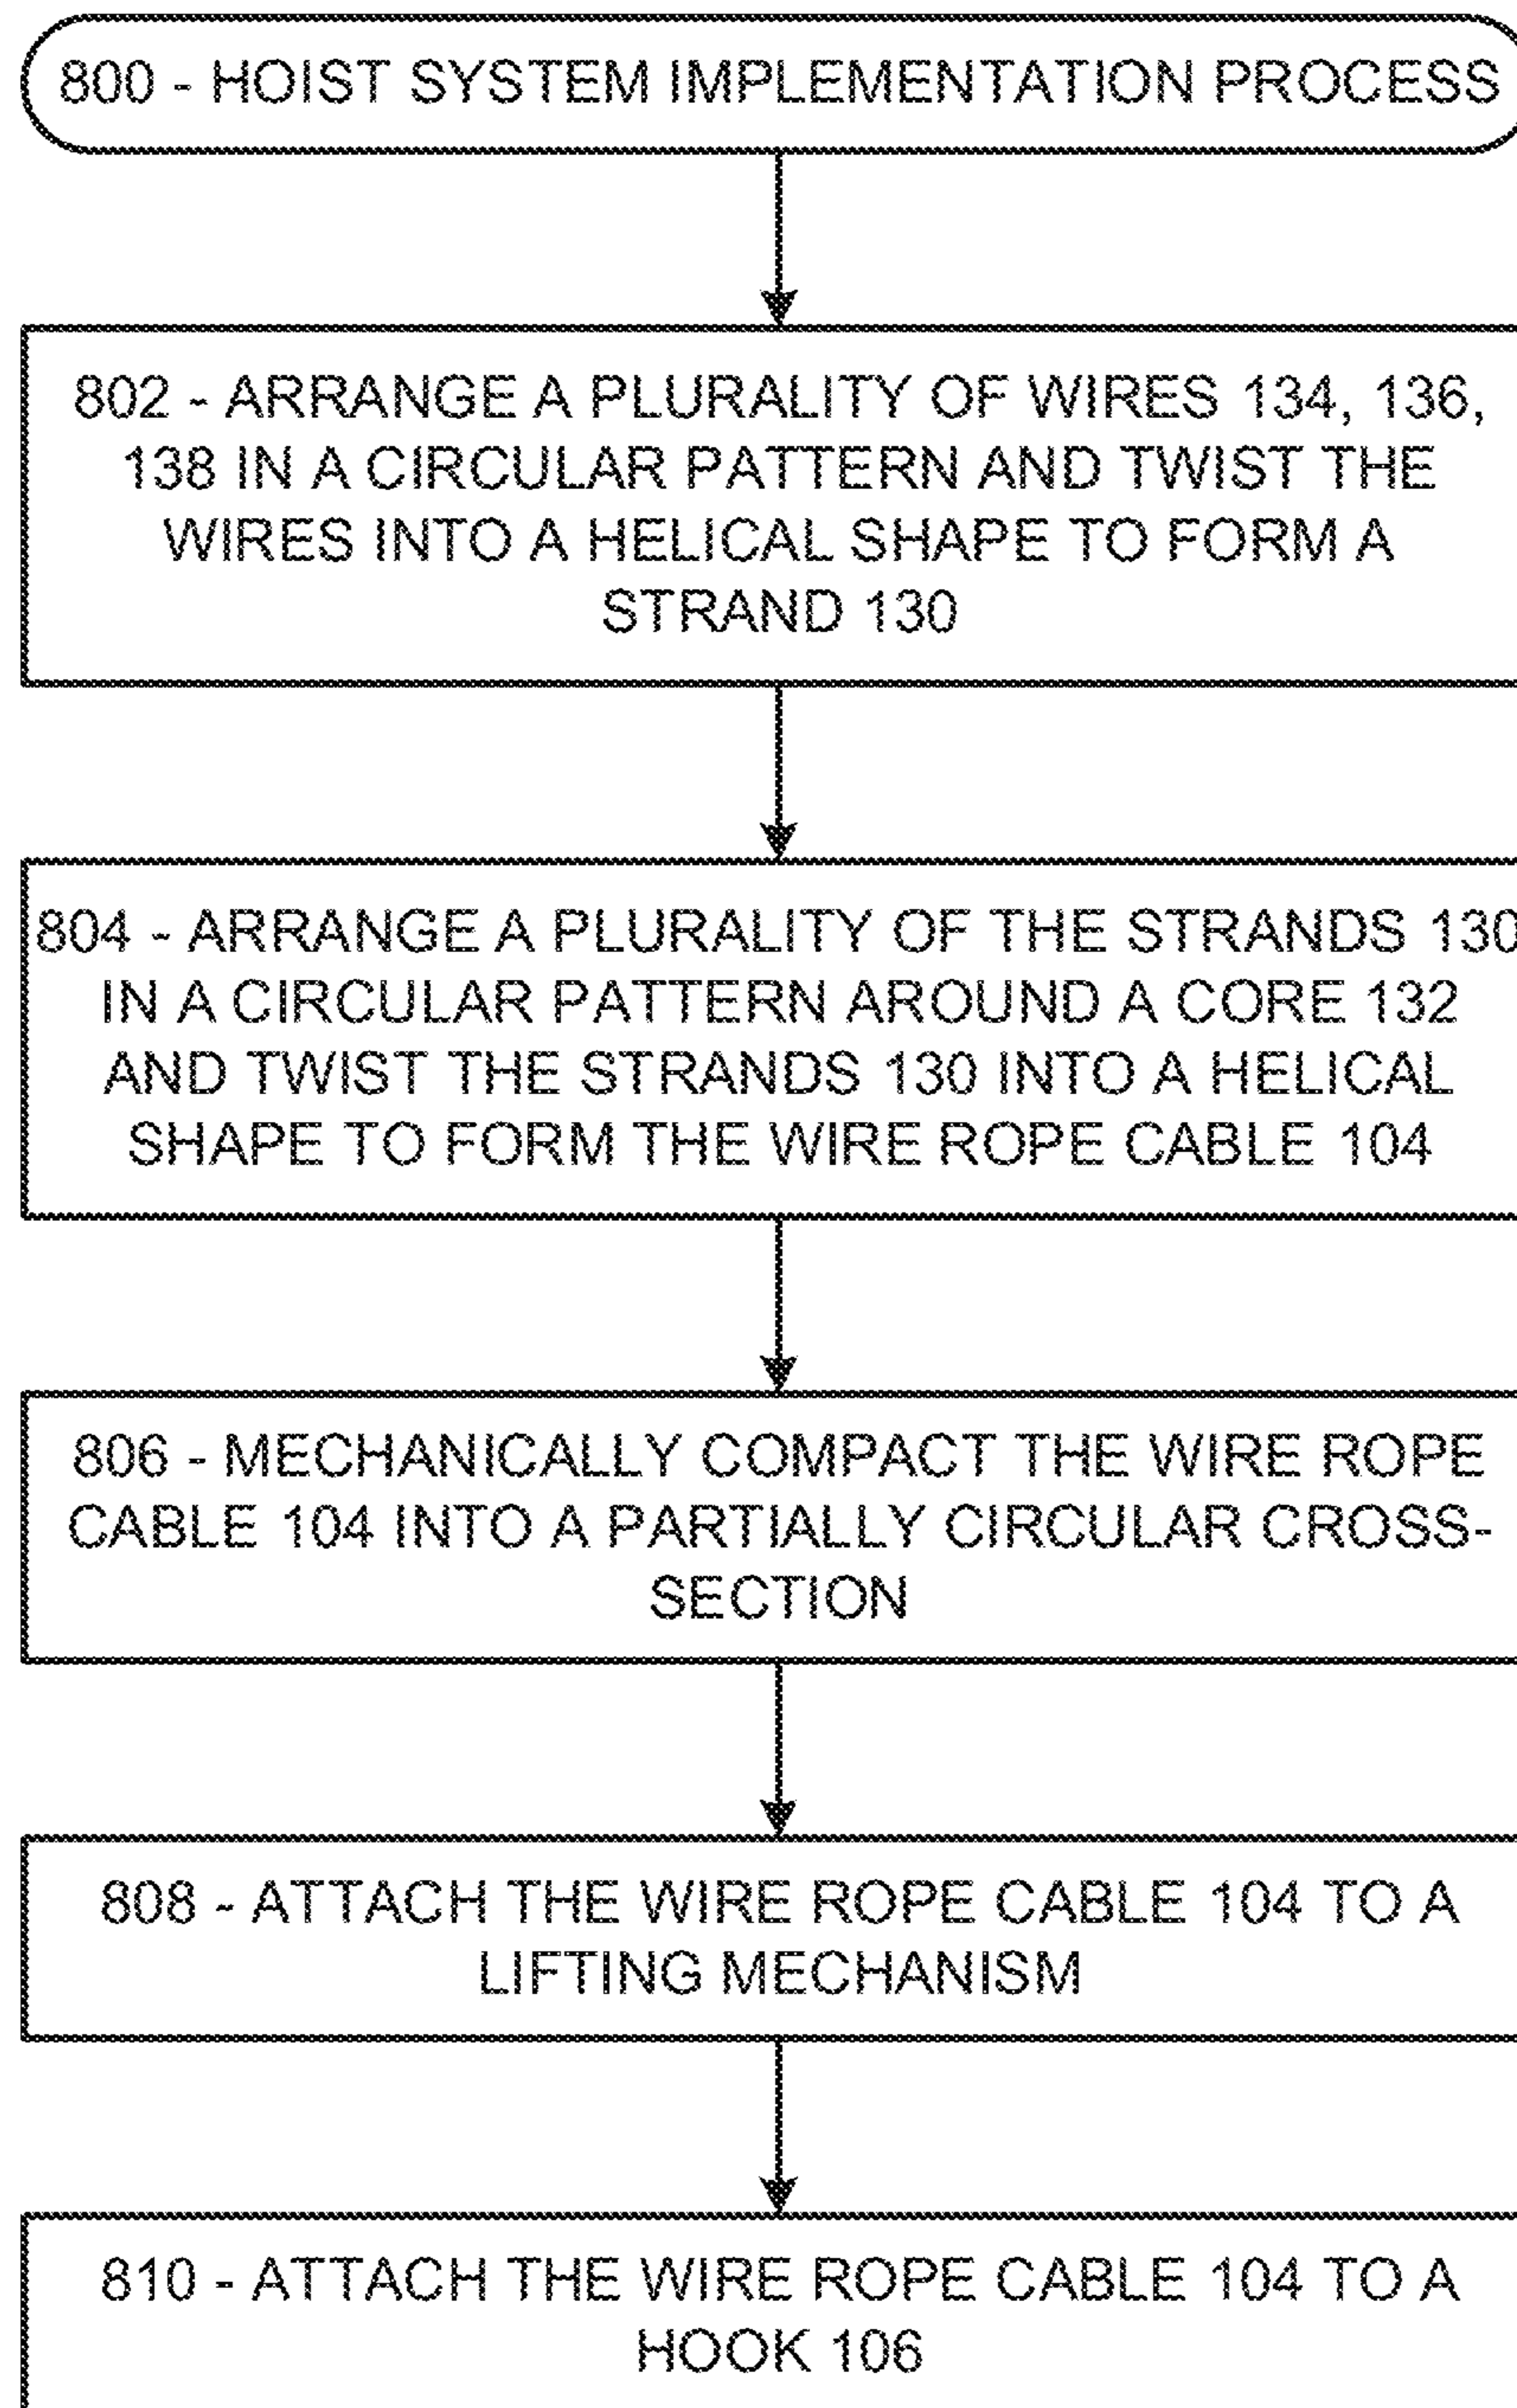 800 - HOIST SYSTEM IMPLEMENTATION PROCESS
802 - ARRANGE A PLURALITY OF WIRES 134, 136,
138 IN A CIRCULAR PATTERN AND TWIST THE
WIRES INTO A HELICAL SHAPE TO FORM A
STRAND 130
804 - ARRANGE A PLURALITY OF THE STRANDS 130
IN A CIRCULAR PATTERN AROUND A CORE 132
AND TWIST THE STRANDS 130 INTO A HELICAL
SHAPE TO FORM THE WIRE ROPE CABLE 104
806 - MECHANICALLY COMPACT THE WIRE ROPE
CABLE 104 INTO A PARTIALLY CIRCULAR CROSS-
SECTION
808 - ATTACH THE WIRE ROPE CABLE 104 TO A
LIFTING MECHANISM
810 - ATTACH THE WIRE ROPE CABLE 104 TO A
HOOK 106